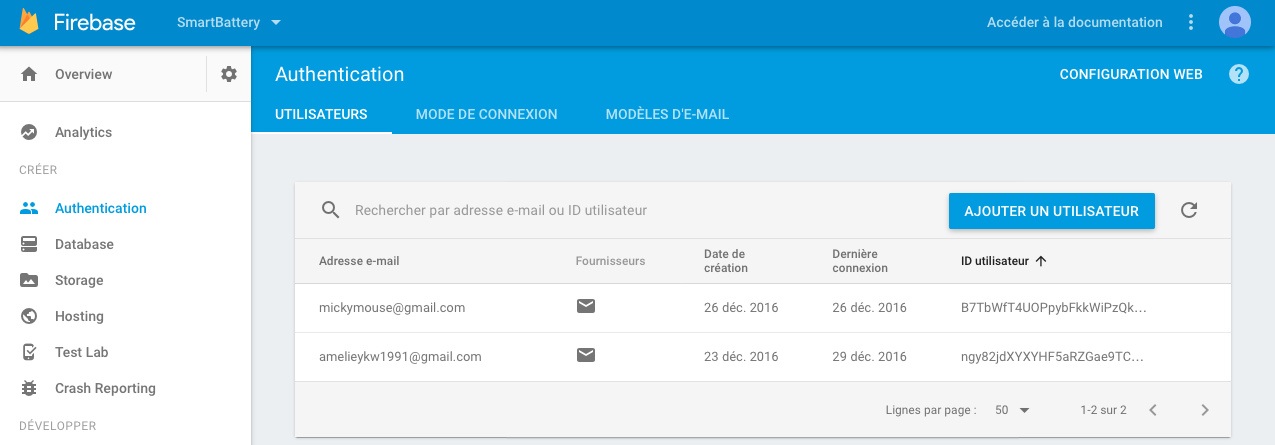 Firebase
SmartBattery
Accéder à la documentation
Overview
Authentication
CONFIGURATION WEB
?
UTILISATEURS
MODE DE CONNEXION
MODÈLES D'E-MAIL
Analytics
CRÉER
Authentication
Database
Storage
Hosting
Test Lab
Crash Reporting
DÉVELOPPER
Rechercher par adresse e-mail ou ID utilisateur
AJOUTER UN UTILISATEUR
Adresse e-mail
Fournisseurs
Date de
création
Dernière
connexion
ID utilisateur
mickymouse@gmail.com
26 déc. 2016
26 déc. 2016
B7TbWfT4UOPpybFkkWiPzQk...
amelieykw1991@gmail.com
23 déc. 2016
29 déc. 2016
ngy82jdXYXYHF5aRZGae9TC...
Lignes par page :
50
1-2 sur 2